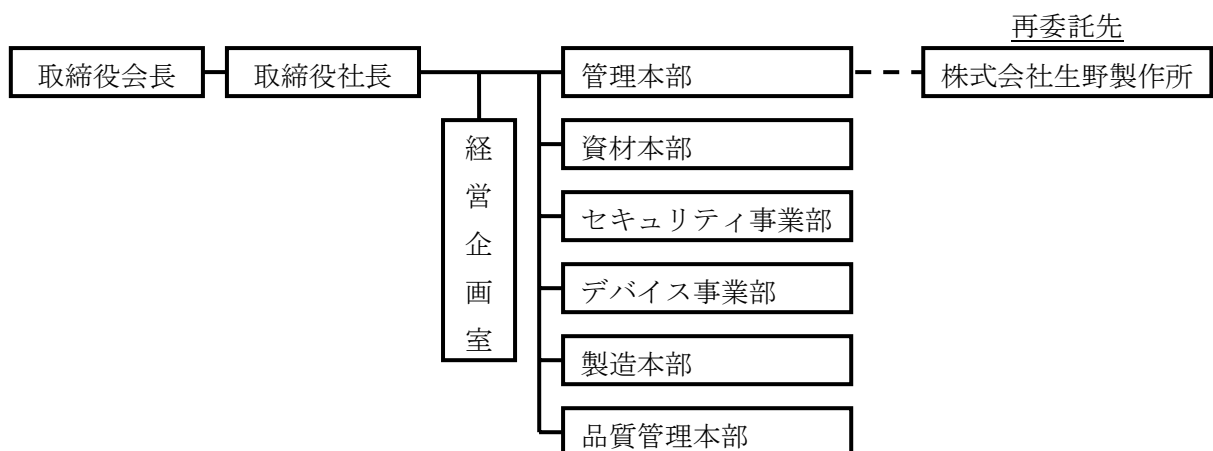 再委託先
取締役会長
取締役社長
管理本部
株式会社生野製作所
経営企画室
資材本部
セキュリティ事業部
デバイス事業部
製造本部
品質管理本部